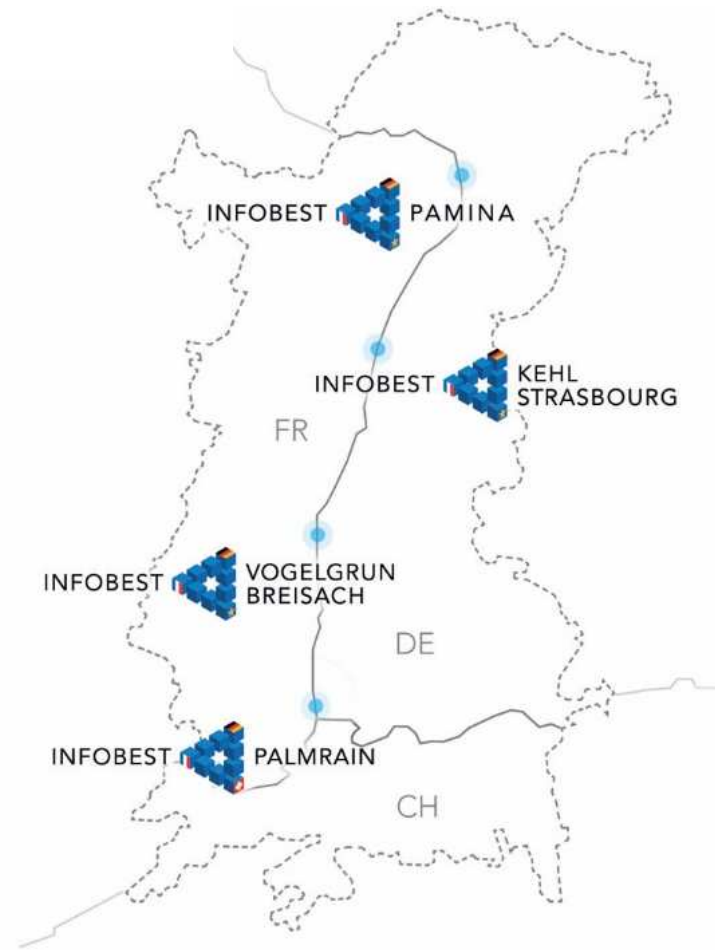 INFOBEST PAMINA
INFOBEST KEHL
STRASBOURG
FR
INFOBEST VOGELGRUN
BREISACH
DE
INFOBEST PALMRAIN
CH